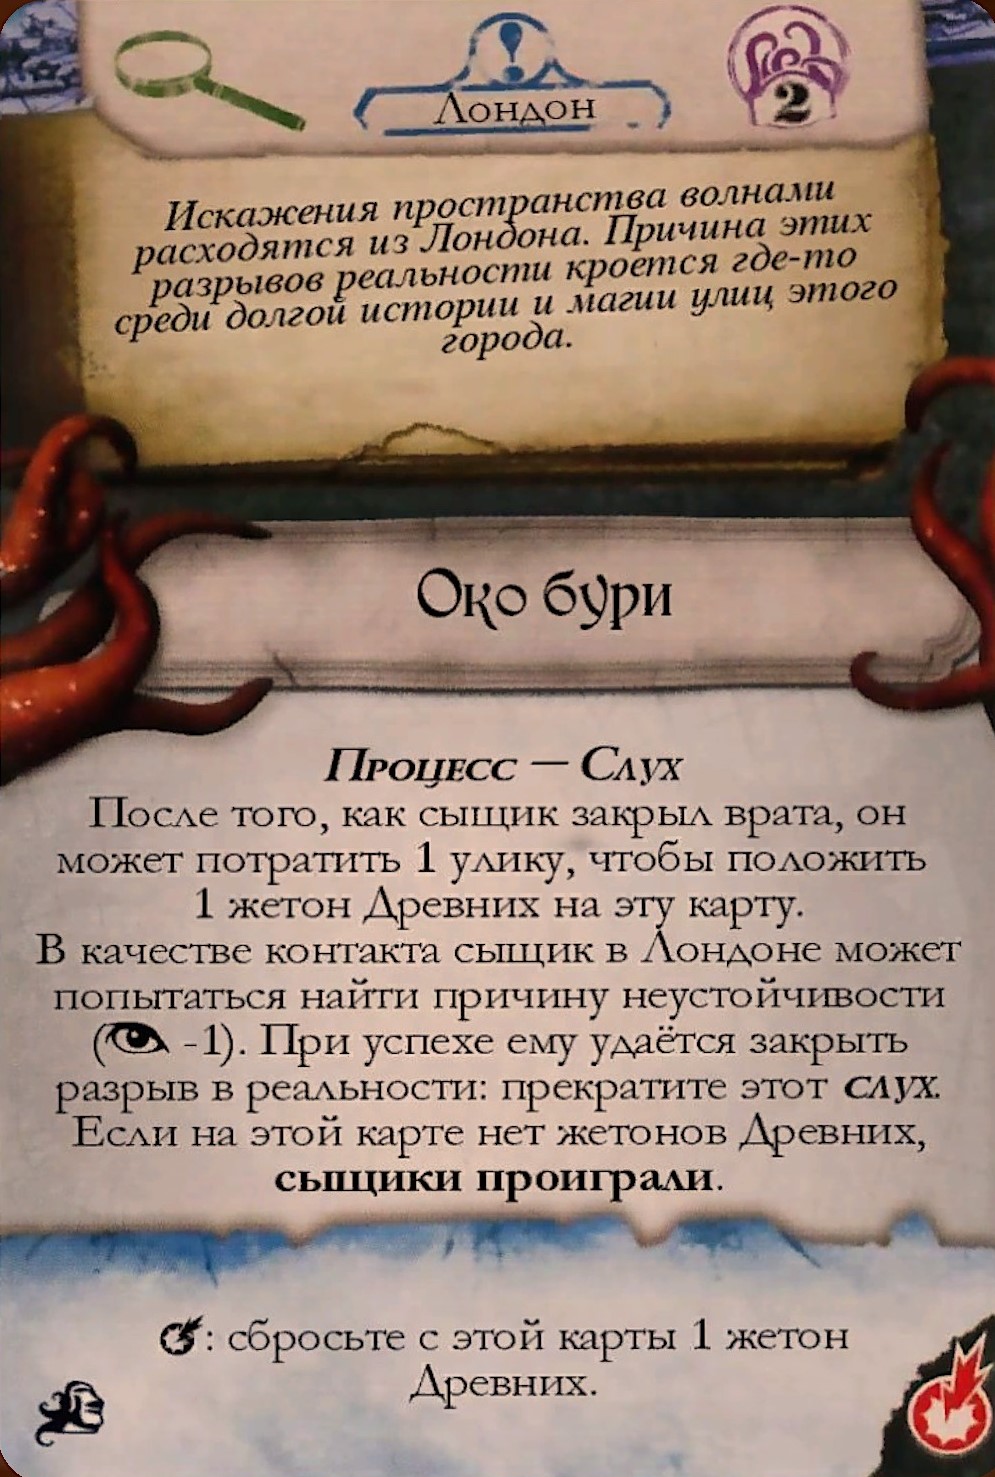 Лондон
2
Искажения пространства волнами
расходятся из Лондона. Причина этих
разрывов реальности кроется где-то
среди долгой истории и магии улиц этого
города.
Око бури
Процесс — Слух
После того, как сыщик закрыл врата, он
может потратить 1 улику, чтобы положить
1 жетон Древних на эту карту.
В качестве контакта сыщик в Лондоне может
попытаться найти причину неустойчивости
( -1). При успехе ему удаётся закрыть
разрыв в реальности: прекратите этот слух.
Если на этой карте нет жетонов Древних,
сыщики проиграли.
: сбросьте с этой карты 1 жетон
Древних.